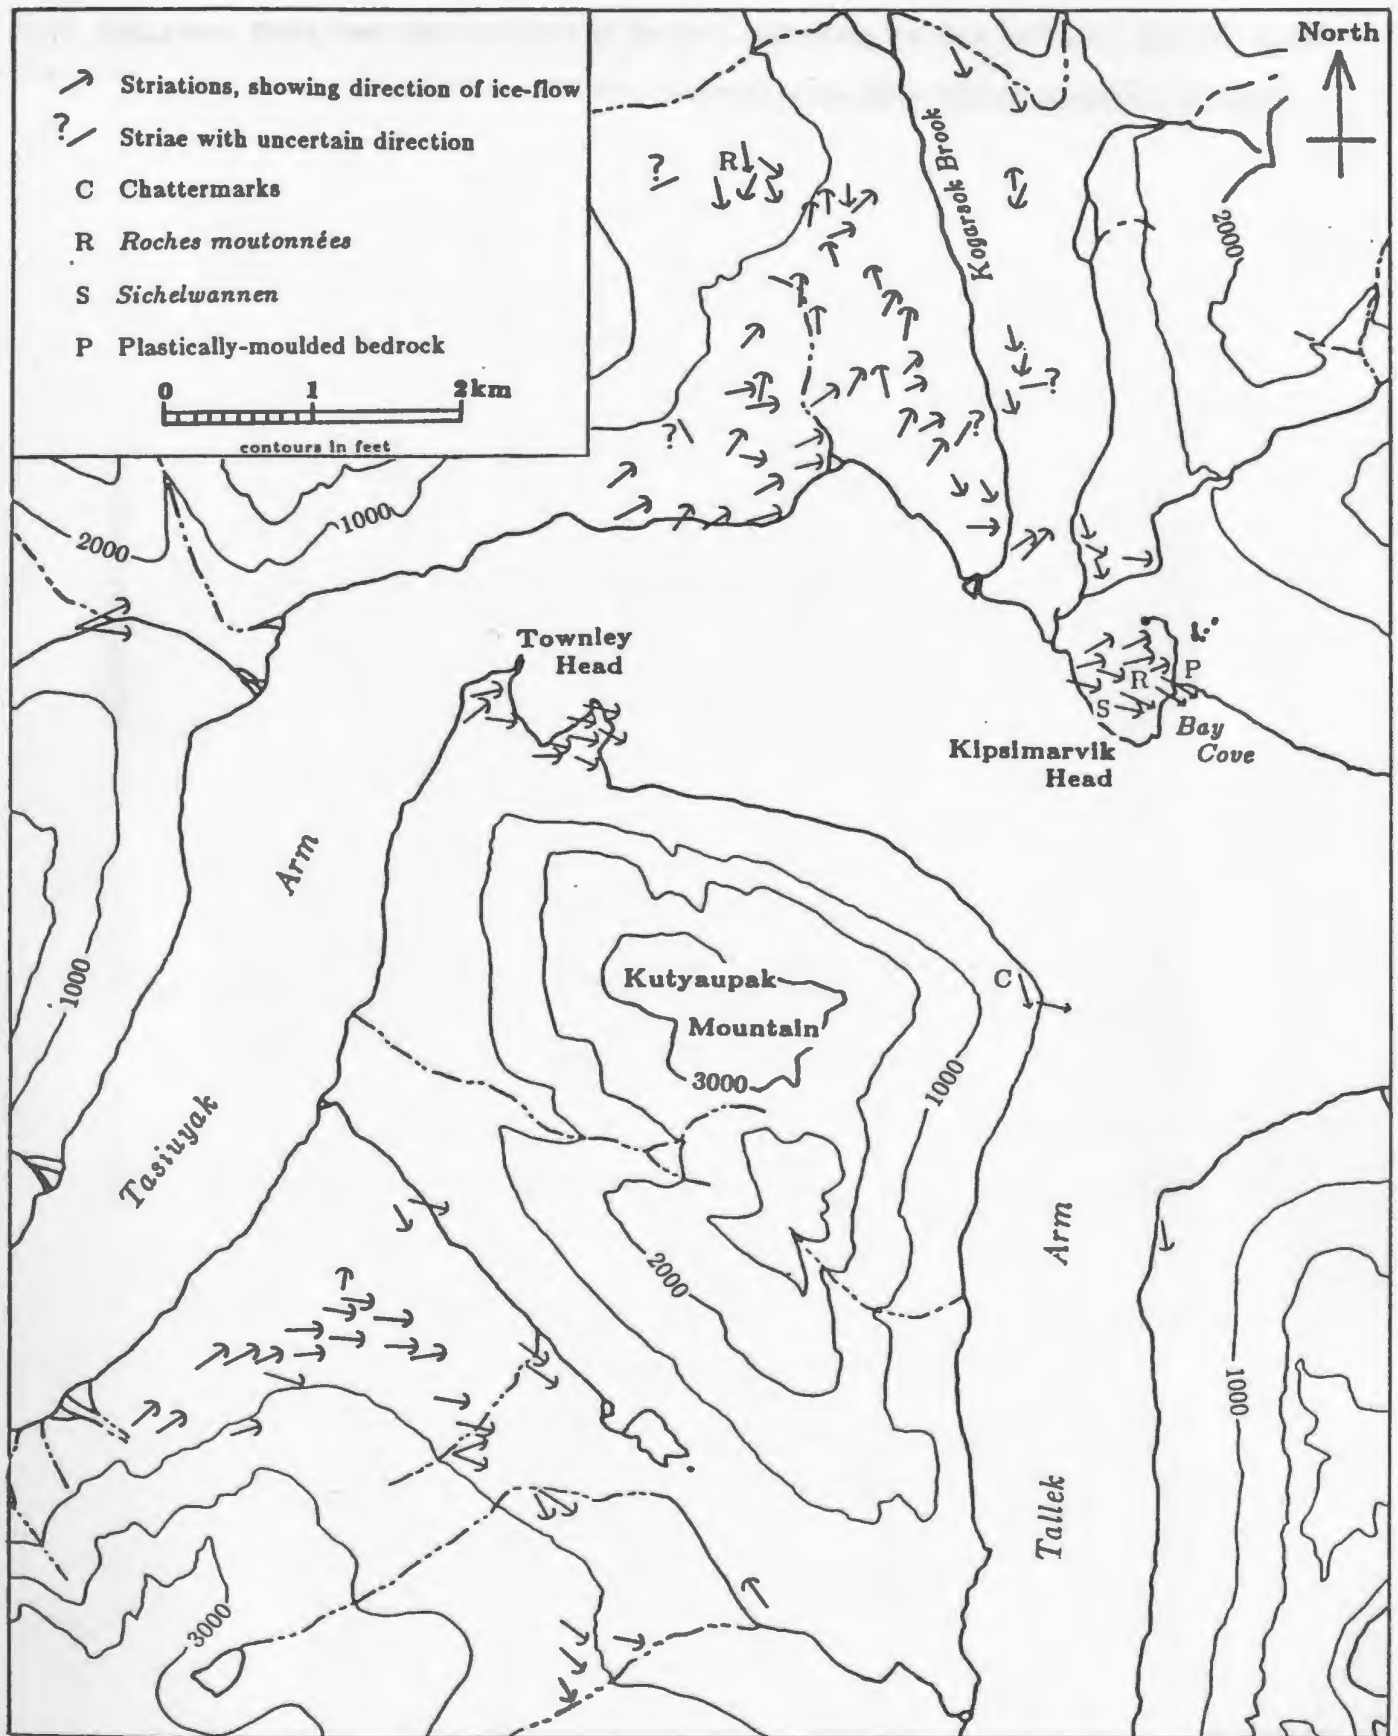 North
Striations, showing direction of ice-flow
? Striae with uncertain direction
C Chattermarks
R Roches moutonnées
S Sichelwannen
P Plastically-moulded bedrock
0 1 2km
contours in feet
Kogarsok Brook
?
R
2000
?
?
?
1000
2000
Townley
Head
R
P
S
Bay
Cove
Kipsimarvik
Head
Arm
1000
Kutyaupak
Mountain
3000
C
1000
Tasiuyak
Arm
2000
1000
Tallek
3000